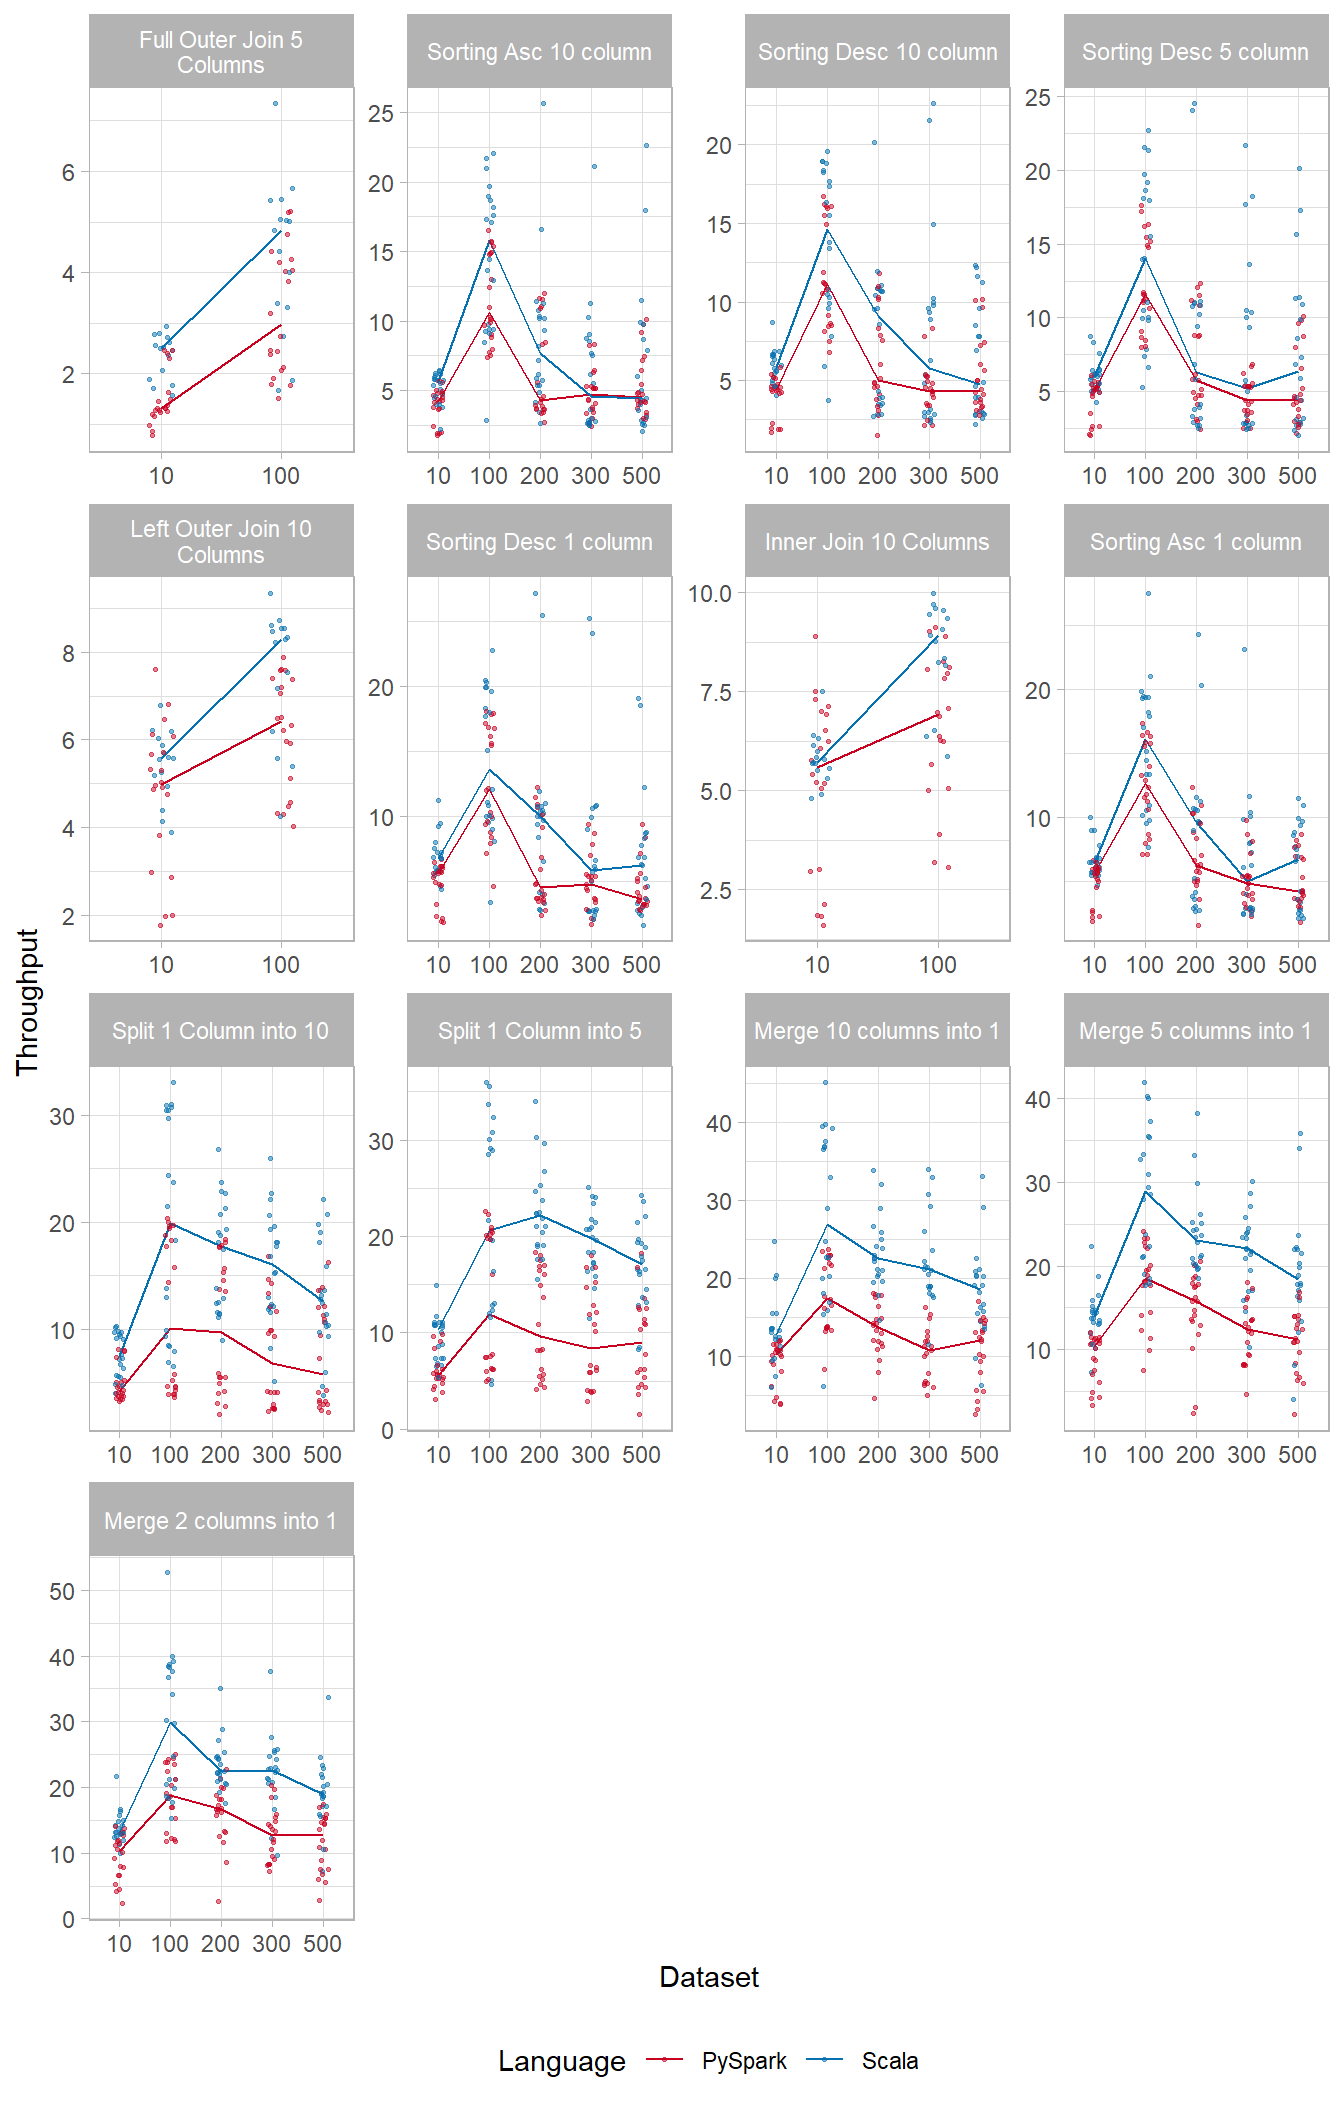 Full Outer Join 5
Columns
Sorting Asc 10 column
Sorting Desc 10 column
Sorting Desc 5 column
6
4
2
10 100
25
20
15
10
5
10 100 200 300 500
20
15
10
5
10 100 200 300 500
25
20
15
10
5
10 100 200 300 500
Left Outer Join 10
Columns
Sorting Desc 1 column
Inner Join 10 Columns
Sorting Asc 1 column
8
6
4
2
10 100
20
10
10 100 200 300 500
10.0
7.5
5.0
2.5
10 100
20
10
10 100 200 300 500
Throughput
Split 1 Column into 10
Split 1 Column into 5
Merge 10 columns into 1
Merge 5 columns into 1
30
20
10
10 100 200 300 500
30
20
10
0
10 100 200 300 500
40
30
20
10
10 100 200 300 500
40
30
20
10
10 100 200 300 500
Merge 2 columns into 1
50
40
30
20
10
0
10 100 200 300 500
Dataset
Language PySpark Scala